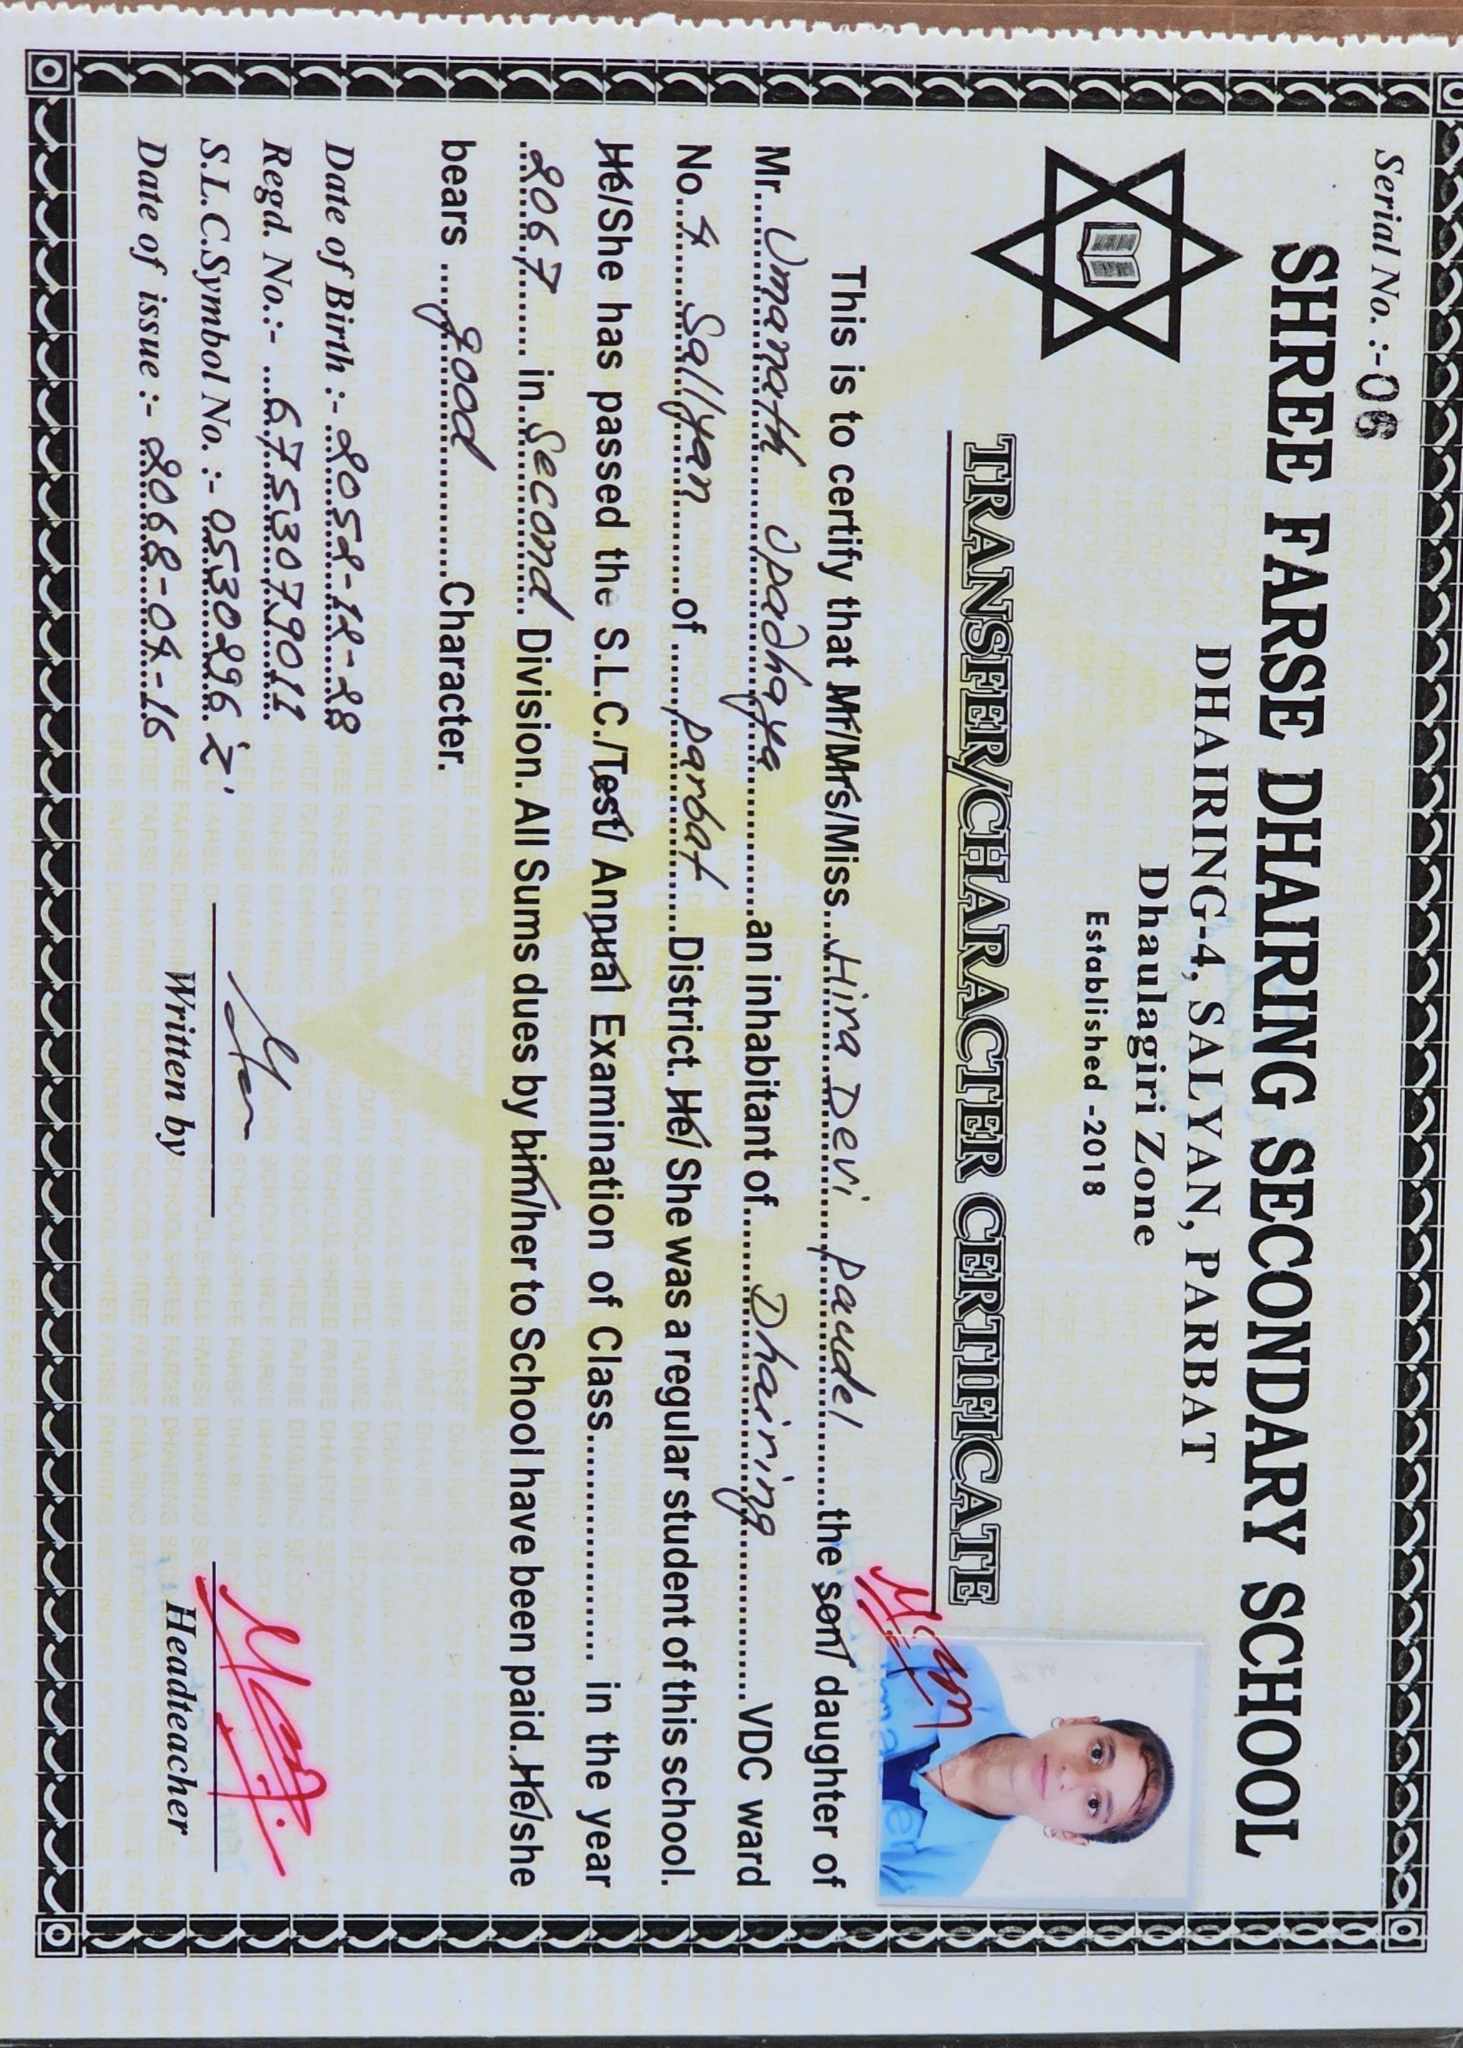 Serial No. :- 06
SHREE FARSE DHAIRING SECONDARY SCHOOL
DHAIRING-4, SALYAN, PARBAT
Dhaulagiri Zone
Established -2018
TRANSFER/CHARACTER CERTIFICATE
This is to certify that Mr/Mrs/Miss...Hira Devi paudel......the son/ daughter of
Mr....Umanath Upadhaya............an inhabitant of......Dhairing............VDC ward
No..4.....Sallyan.......of.....parbat.....District. He/ She was a regular student of this school.
He/She has passed the S.L.C./Test/ Annual Examination of Class.................. in the year
..2067...... in..Second. Division. All Sums dues by him/her to School have been paid. He/she
bears ....good..........Character.
Date of Birth :- 2052-12-28
Regd. No.:- ...6753079011
S.L.C.Symbol No. :- 0530296 'Z'
Date of issue :- 2068-04-16
Written by
Headteacher